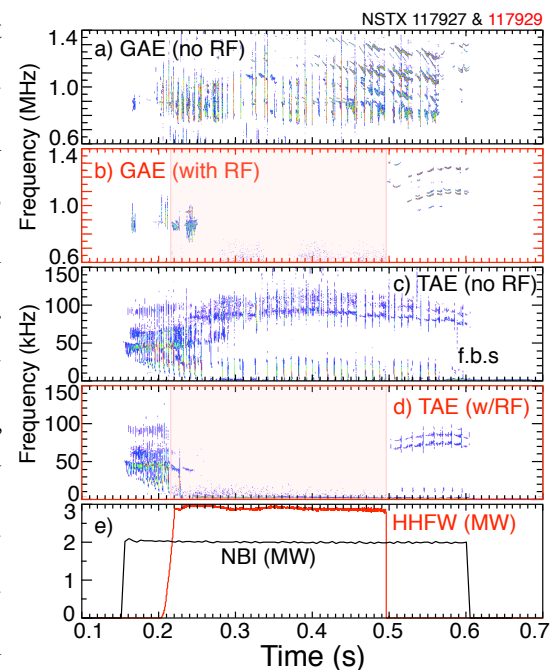 NSTX 117927 & 117929
a) GAE (no RF)
1.4
1.0
0.6
Frequency (MHz)
b) GAE (with RF)
1.4
1.0
0.6
c) TAE (no RF)
150
100
50
0
f.b.s
Frequency (kHz)
d) TAE (w/RF)
150
100
50
0
e)
3
2
1
0
HHFW (MW)
NBI (MW)
0.1 0.2 0.3 0.4 0.5 0.6 0.7
Time (s)